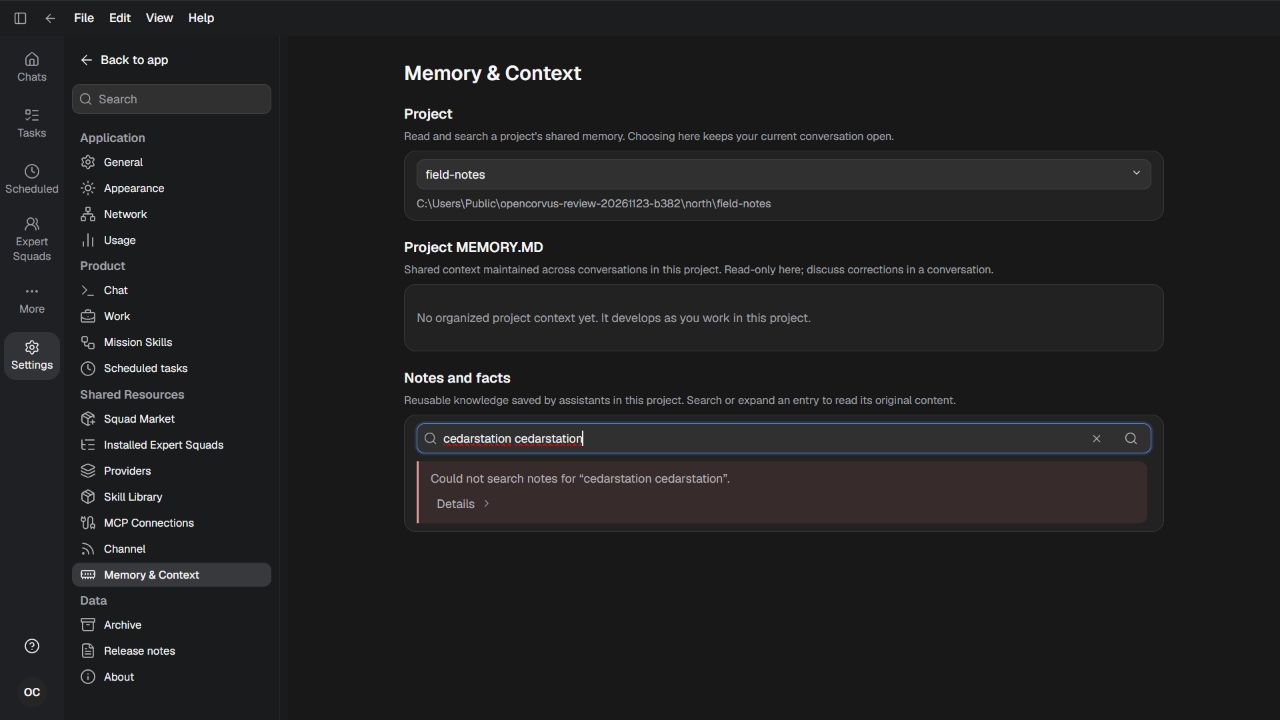 File Edit View Help
Chats
Tasks
Scheduled
Expert
Squads
More
Settings
OC
Back to app
Search
Application
General
Appearance
Network
Usage
Product
Chat
Work
Mission Skills
Scheduled tasks
Shared Resources
Squad Market
Installed Expert Squads
Providers
Skill Library
MCP Connections
Channel
Memory & Context
Data
Archive
Release notes
About
Memory & Context
Project
Read and search a project's shared memory. Choosing here keeps your current conversation open.
field-notes
C:\Users\Public\opencorvus-review-20261123-b382\north\field-notes
Project MEMORY.MD
Shared context maintained across conversations in this project. Read-only here; discuss corrections in a conversation.
No organized project context yet. It develops as you work in this project.
Notes and facts
Reusable knowledge saved by assistants in this project. Search or expand an entry to read its original content.
cedarstation cedarstation
Could not search notes for “cedarstation cedarstation”.
Details